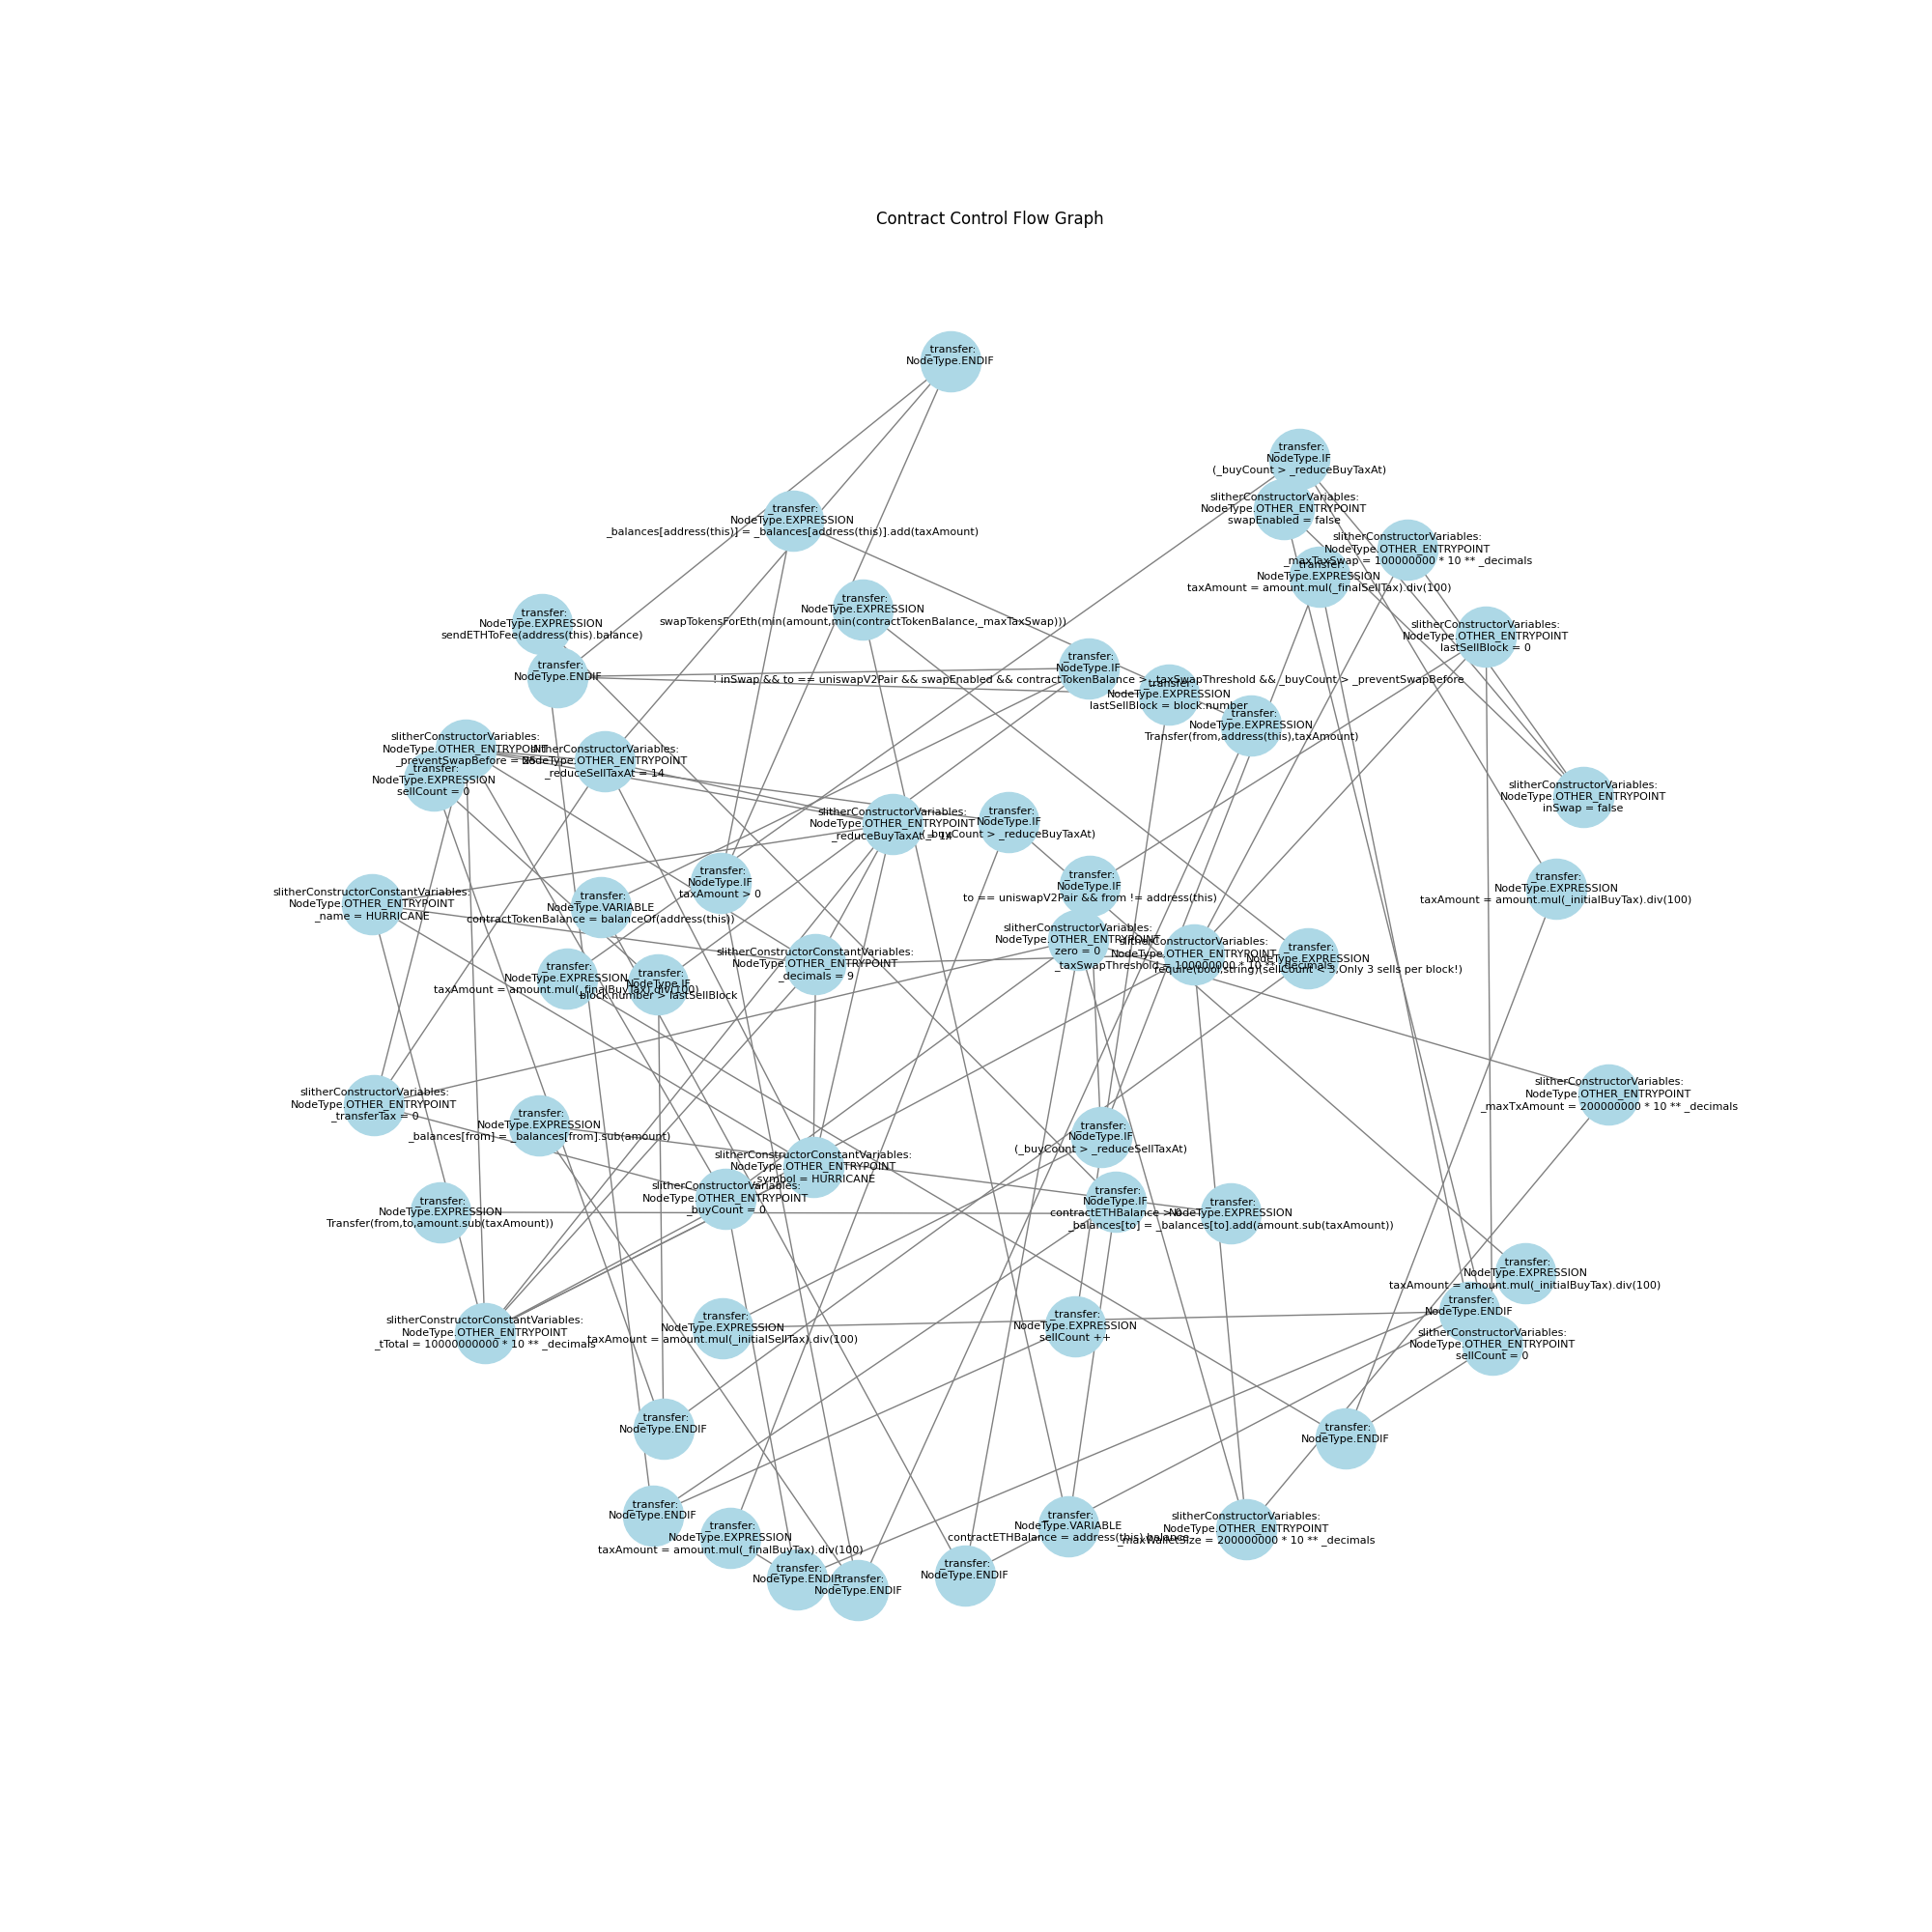 Contract Control Flow Graph
_transfer:
NodeType.ENDIF
_transfer:
NodeType.IF
(_buyCount > _reduceBuyTaxAt)
slitherConstructorVariables:
NodeType.OTHER_ENTRYPOINT
swapEnabled = false
_transfer:
NodeType.EXPRESSION
_balances[address(this)] = _balances[address(this)].add(taxAmount)
slitherConstructorVariables:
NodeType.OTHER_ENTRYPOINT
_maxTaxSwap = 100000000 * 10 ** _decimals
_transfer:
NodeType.EXPRESSION
taxAmount = amount.mul(_finalSellTax).div(100)
_transfer:
NodeType.EXPRESSION
swapTokensForEth(min(amount,min(contractTokenBalance,_maxTaxSwap)))
_transfer:
NodeType.EXPRESSION
sendETHToFee(address(this).balance)
slitherConstructorVariables:
NodeType.OTHER_ENTRYPOINT
lastSellBlock = 0
_transfer:
NodeType.ENDIF
_transfer:
NodeType.IF
! inSwap && to == uniswapV2Pair && swapEnabled && contractTokenBalance > _taxSwapThreshold && _buyCount > _preventSwapBefore
_transfer:
NodeType.EXPRESSION
lastSellBlock = block.number
_transfer:
NodeType.EXPRESSION
Transfer(from,address(this),taxAmount)
slitherConstructorVariables:
NodeType.OTHER_ENTRYPOINT
_preventSwapBefore =
slitherConstructorVariables:
NodeType.OTHER_ENTRYPOINT
_reduceSellTaxAt = 14
_transfer:
NodeType.EXPRESSION
sellCount = 0
slitherConstructorVariables:
NodeType.OTHER_ENTRYPOINT
inSwap = false
slitherConstructorVariables:
NodeType.OTHER_ENTRYPOINT
_reduceBuyTaxAt = 14
_transfer:
NodeType.IF
(_buyCount > _reduceBuyTaxAt)
_transfer:
NodeType.IF
taxAmount > 0
_transfer:
NodeType.IF
to == uniswapV2Pair && from != address(this)
_transfer:
NodeType.EXPRESSION
taxAmount = amount.mul(_initialBuyTax).div(100)
slitherConstructorConstantVariables:
NodeType.OTHER_ENTRYPOINT
_name = HURRICANE
_transfer:
NodeType.VARIABLE
contractTokenBalance = balanceOf(address(this))
slitherConstructorVariables:
NodeType.OTHER_ENTRYPOINT
zero = 0
slitherConstructorVariables:
NodeType.OTHER_ENTRYPOINT
_taxSwapThreshold = 100000000 * 10 ** _decimals
_transfer:
NodeType.EXPRESSION
require(bool,string)(sellCount < 3,Only 3 sells per block!)
slitherConstructorConstantVariables:
NodeType.OTHER_ENTRYPOINT
_decimals = 9
_transfer:
NodeType.EXPRESSION
taxAmount = amount.mul(_finalBuyTax).div(100)
_transfer:
NodeType.IF
block.number > lastSellBlock
slitherConstructorVariables:
NodeType.OTHER_ENTRYPOINT
_maxTxAmount = 200000000 * 10 ** _decimals
slitherConstructorVariables:
NodeType.OTHER_ENTRYPOINT
_transferTax = 0
_transfer:
NodeType.EXPRESSION
_balances[from] = _balances[from].sub(amount)
_transfer:
NodeType.IF
(_buyCount > _reduceSellTaxAt)
slitherConstructorConstantVariables:
NodeType.OTHER_ENTRYPOINT
_symbol = HURRICANE
slitherConstructorVariables:
NodeType.OTHER_ENTRYPOINT
_buyCount = 0
_transfer:
NodeType.IF
contractETHBalance > 0
_transfer:
NodeType.EXPRESSION
_balances[to] = _balances[to].add(amount.sub(taxAmount))
_transfer:
NodeType.EXPRESSION
Transfer(from,to,amount.sub(taxAmount))
_transfer:
NodeType.EXPRESSION
taxAmount = amount.mul(_initialBuyTax).div(100)
_transfer:
NodeType.ENDIF
slitherConstructorVariables:
NodeType.OTHER_ENTRYPOINT
sellCount = 0
slitherConstructorConstantVariables:
NodeType.OTHER_ENTRYPOINT
_tTotal = 10000000000 * 10 ** _decimals
_transfer:
NodeType.EXPRESSION
taxAmount = amount.mul(_initialSellTax).div(100)
_transfer:
NodeType.EXPRESSION
sellCount ++
_transfer:
NodeType.ENDIF
_transfer:
NodeType.ENDIF
_transfer:
NodeType.ENDIF
_transfer:
NodeType.EXPRESSION
taxAmount = amount.mul(_finalBuyTax).div(100)
_transfer:
NodeType.VARIABLE
contractETHBalance = address(this).balance
slitherConstructorVariables:
NodeType.OTHER_ENTRYPOINT
_maxWalletSize = 200000000 * 10 ** _decimals
_transfer:
NodeType.ENDIF
_transfer:
NodeType.ENDIF
_transfer:
NodeType.ENDIF